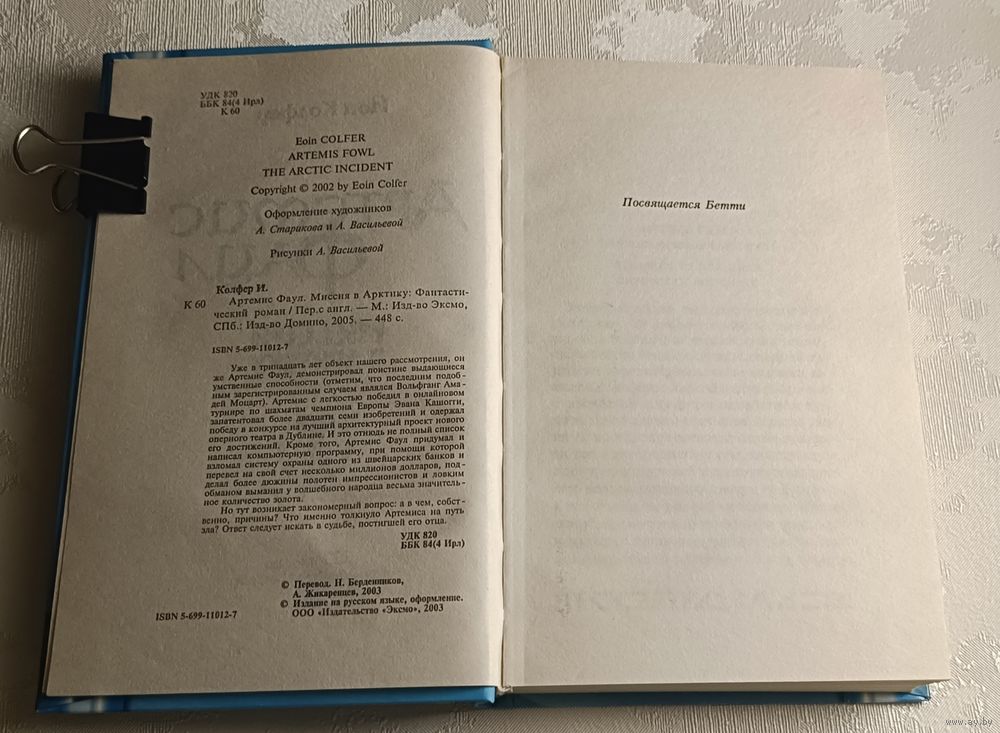 УДК 820
ББК 84(4 Ирл)
К 60
Eoin COLFER
ARTEMIS FOWL
THE ARCTIC INCIDENT
Copyright © 2002 by Eoin Colfer
Оформление художников
А. Старикова и А. Васильевой
Рисунки А. Васильевой
Колфер И.
К 60 Артемис Фаул. Миссия в Арктику: Фантасти-
ческий роман / Пер.с англ. — М.: Изд-во Эксмо,
СПб.: Изд-во Домино, 2005. — 448 с.
ISBN 5-699-11012-7
Уже в тринадцать лет объект нашего рассмотрения, он
же Артемис Фаул, демонстрировал поистине выдающиеся
умственные способности (отметим, что последним подоб-
ным зарегистрированным случаем являлся Вольфганг Ама-
дей Моцарт). Артемис с легкостью победил в онлайновом
турнире по шахматам чемпиона Европы Эвана Кашогги,
запатентовал более двадцати семи изобретений и одержал
победу в конкурсе на лучший архитектурный проект нового
оперного театра в Дублине. И это отнюдь не полный список
его достижений. Кроме того, Артемис Фаул придумал и
написал компьютерную программу, при помощи которой
взломал систему охраны одного из швейцарских банков и
перевел на свой счет несколько миллионов долларов, под-
делал более дюжины полотен импрессионистов и ловким
обманом выманил у волшебного народца весьма значитель-
ное количество золота.
Но тут возникает закономерный вопрос: а в чем, собст-
венно, причины? Что именно толкнуло Артемиса на путь
зла? Ответ следует искать в судьбе, постигшей его отца.
УДК 820
ББК 84(4 Ирл)
© Перевод. Н. Берденников,
А. Жикаренцев, 2003
© Издание на русском языке, оформление.
ООО «Издательство «Эксмо», 2003
ISBN 5-699-11012-7
Посвящается Бетти
www.ay.by